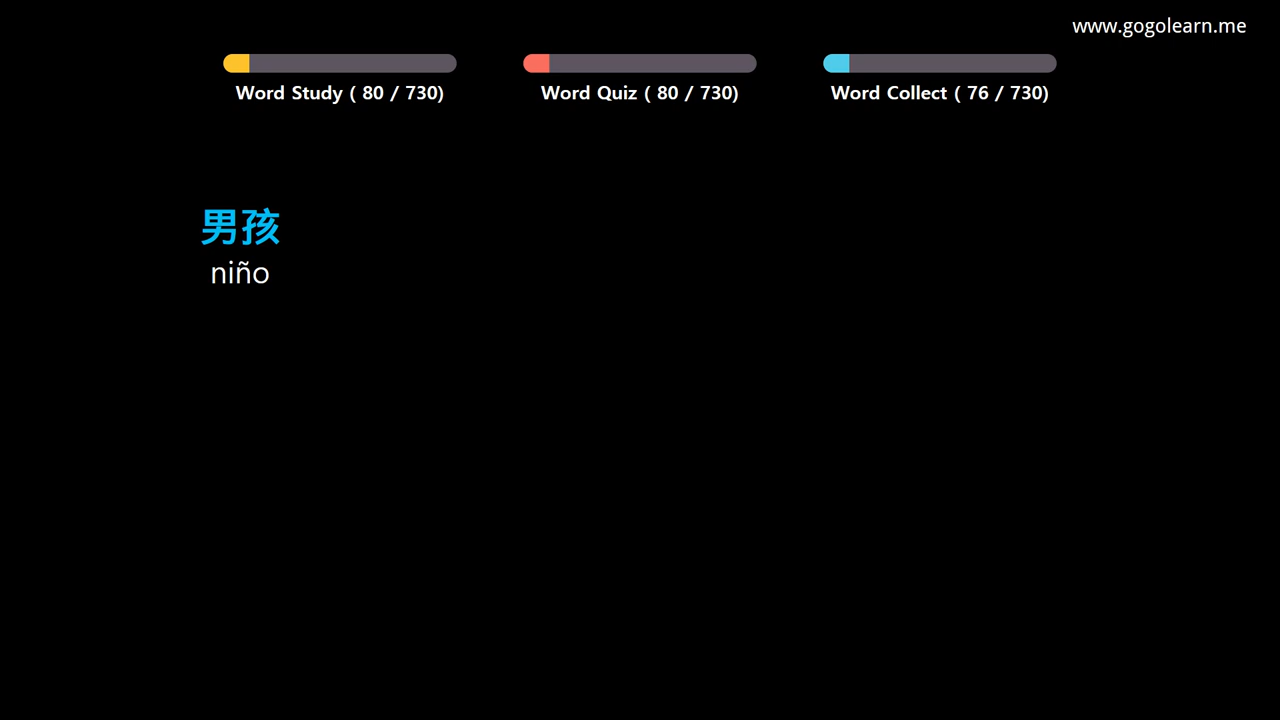 www.gogolearn.me
Word Study ( 80 / 730)
Word Quiz ( 80 / 730)
Word Collect ( 76 / 730)
男孩
niño